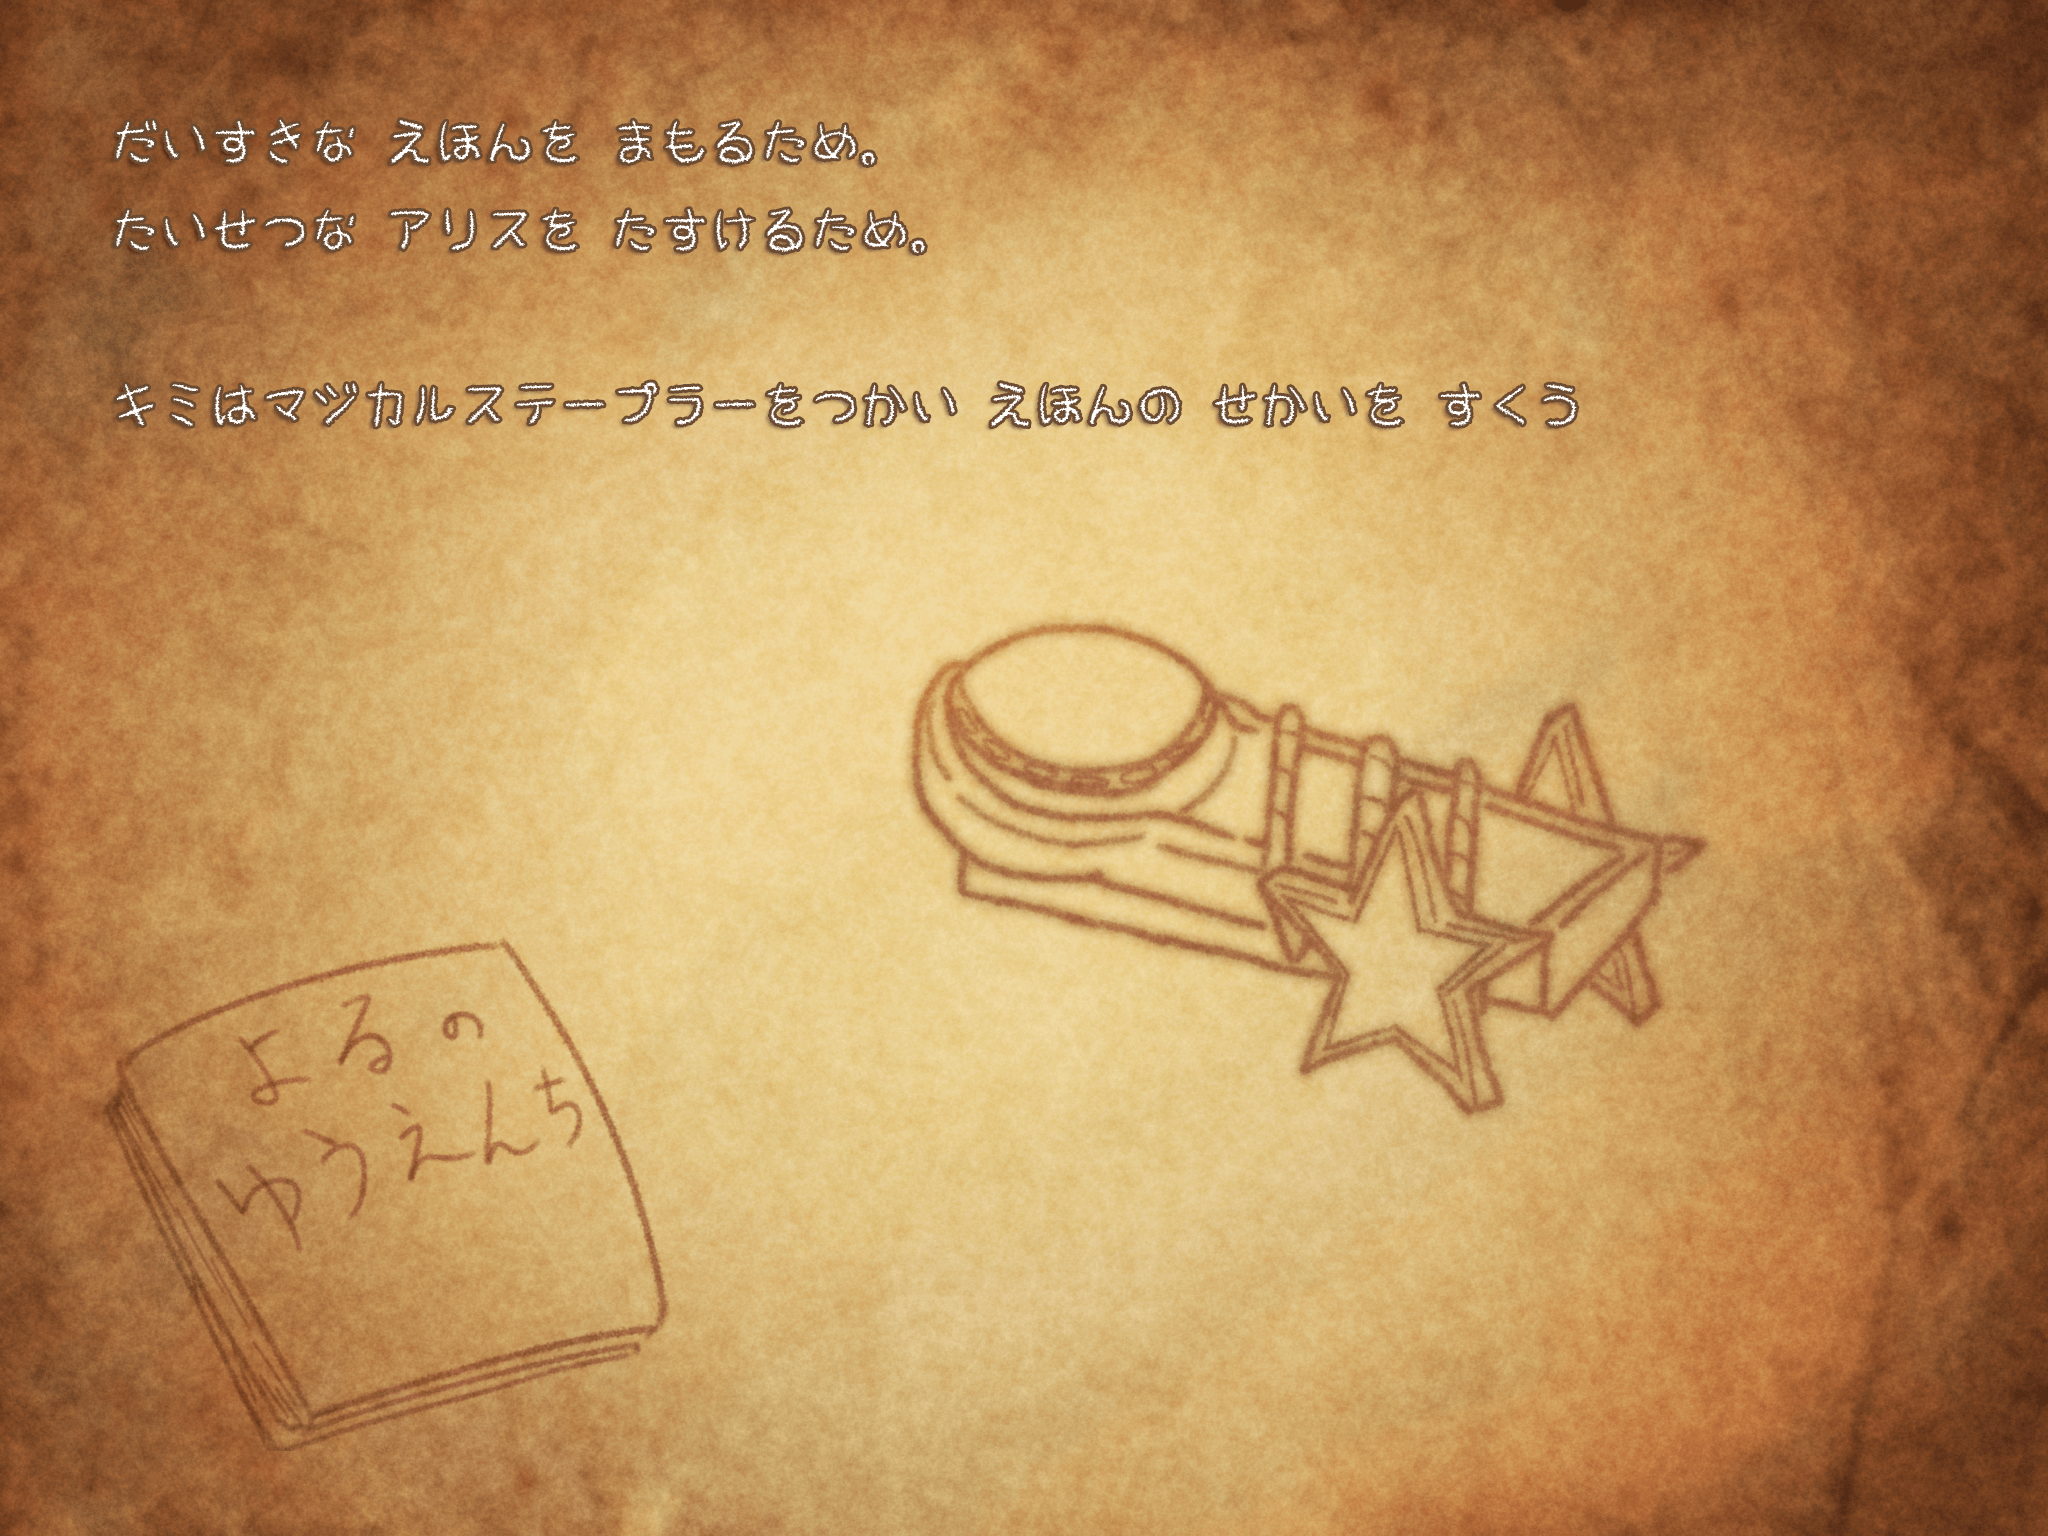 だいすきな えほんを まもるため。
たいせつな アリスを たすけるため。
キミはマヅカルステープラーをつかい えほんの せかいを すくう
よるの
ゆうえんち